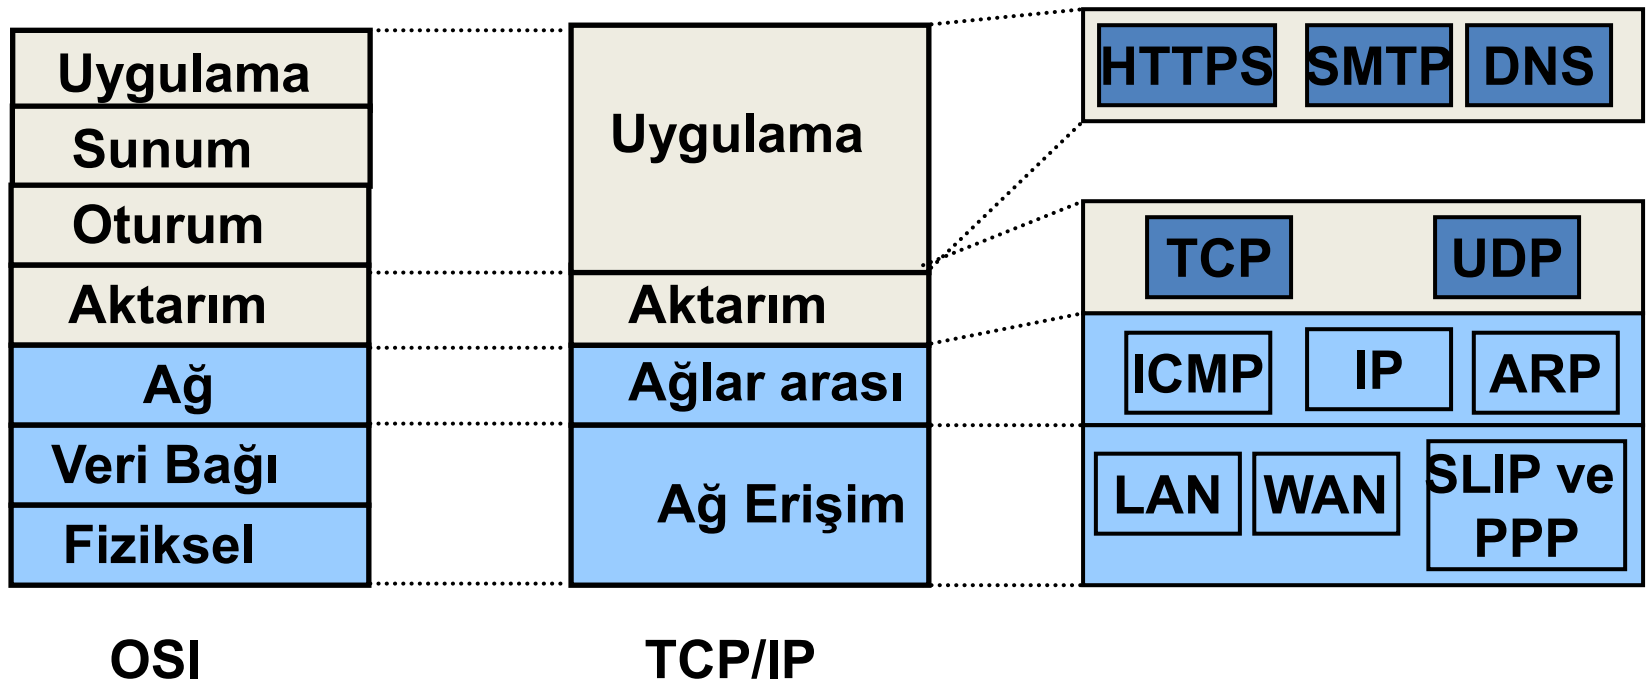 Uygulama
Sunum
Oturum
Aktarım
Ağ
Veri Bağı
Fiziksel
OSI
Uygulama
Aktarım
Ağlar arası
Ağ Erişim
TCP/IP
HTTPS SMTP DNS
TCP UDP
ICMP IP ARP
LAN WAN SLIP ve
PPP